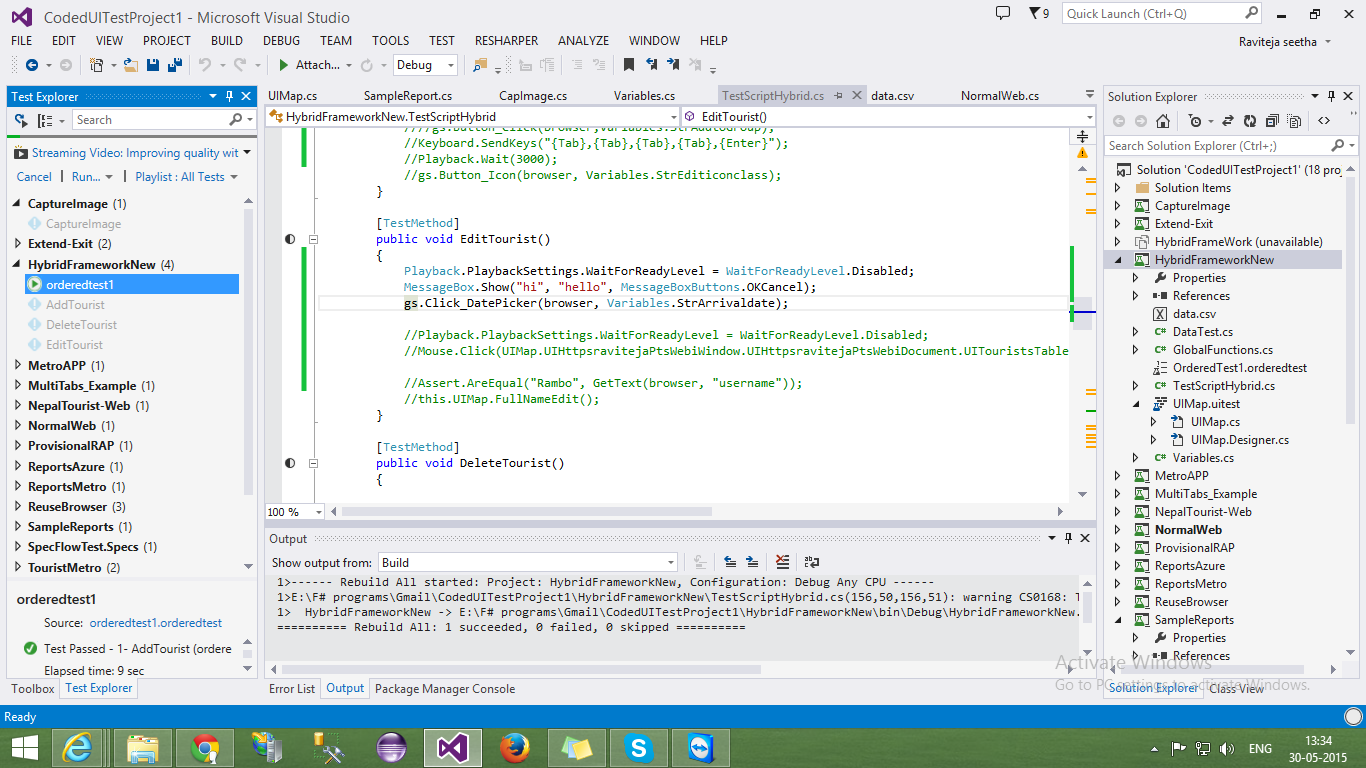 CodedUITestProject1 - Microsoft Visual Studio
9
Quick Launch (Ctrl+Q)
FILE EDIT VIEW PROJECT BUILD DEBUG TEAM TOOLS TEST RESHARPER ANALYZE WINDOW HELP
Raviteja seetha
Attach...
Debug
Test Explorer
Search
Streaming Video: Improving quality wit
Cancel Run... Playlist : All Tests
CaptureImage (1)
CaptureImage
Extend-Exit (2)
HybridFrameworkNew (4)
orderedtest1
AddTourist
DeleteTourist
EditTourist
MetroAPP (1)
MultiTabs_Example (1)
NepalTourist-Web (1)
NormalWeb (1)
ProvisionalRAP (1)
ReportsAzure (1)
ReportsMetro (1)
ReuseBrowser (3)
SampleReports (1)
SpecFlowTest.Specs (1)
TouristMetro (2)
orderedtest1
Source: orderedtest1.orderedtest
Test Passed - 1- AddTourist (ordere
Elapsed time: 9 sec
Toolbox Test Explorer
UIMap.cs SampleReport.cs CapImage.cs Variables.cs TestScriptHybrid.cs data.csv NormalWeb.cs
HybridFrameworkNew.TestScriptHybrid
EditTourist()
////gs.Button_Click(browser,Variables.StrAddtoGroup);
//Keyboard.SendKeys("{Tab},{Tab},{Tab},{Tab},{Enter}");
//Playback.Wait(3000);
//gs.Button_Icon(browser, Variables.StrEditiconclass);
}
[TestMethod]
public void EditTourist()
{
Playback.PlaybackSettings.WaitForReadyLevel = WaitForReadyLevel.Disabled;
MessageBox.Show("hi", "hello", MessageBoxButtons.OKCancel);
gs.Click_DatePicker(browser, Variables.StrArrivaldate);
//Playback.PlaybackSettings.WaitForReadyLevel = WaitForReadyLevel.Disabled;
//Mouse.Click(UIMap.UIHttpsravitejaPtsWebiWindow.UIHttpsravitejaPtsWebiDocument.UITouristsTable
//Assert.AreEqual("Rambo", GetText(browser, "username"));
//this.UIMap.FullNameEdit();
}
[TestMethod]
public void DeleteTourist()
{
100 %
Output
Show output from: Build
1>------ Rebuild All started: Project: HybridFrameworkNew, Configuration: Debug Any CPU ------
1>E:\F# programs\Gmail\CodedUITestProject1\HybridFrameworkNew\TestScriptHybrid.cs(156,50,156,51): warning CS0168: T
1>  HybridFrameworkNew -> E:\F# programs\Gmail\CodedUITestProject1\HybridFrameworkNew\bin\Debug\HybridFrameworkNew.
========== Rebuild All: 1 succeeded, 0 failed, 0 skipped ==========
Error List Output Package Manager Console
Solution Explorer
Search Solution Explorer (Ctrl+;)
Solution 'CodedUITestProject1' (18 proj
Solution Items
CaptureImage
Extend-Exit
HybridFrameWork (unavailable)
HybridFrameworkNew
Properties
References
data.csv
DataTest.cs
GlobalFunctions.cs
OrderedTest1.orderedtest
TestScriptHybrid.cs
UIMap.uitest
UIMap.cs
UIMap.Designer.cs
Variables.cs
MetroAPP
MultiTabs_Example
NepalTourist-Web
NormalWeb
ProvisionalRAP
ReportsAzure
ReportsMetro
ReuseBrowser
SampleReports
Properties
References
Solution Explorer Class View
Activate Windows
Go to PC settings to activate Windows.
Ready
ENG
13:34
30-05-2015